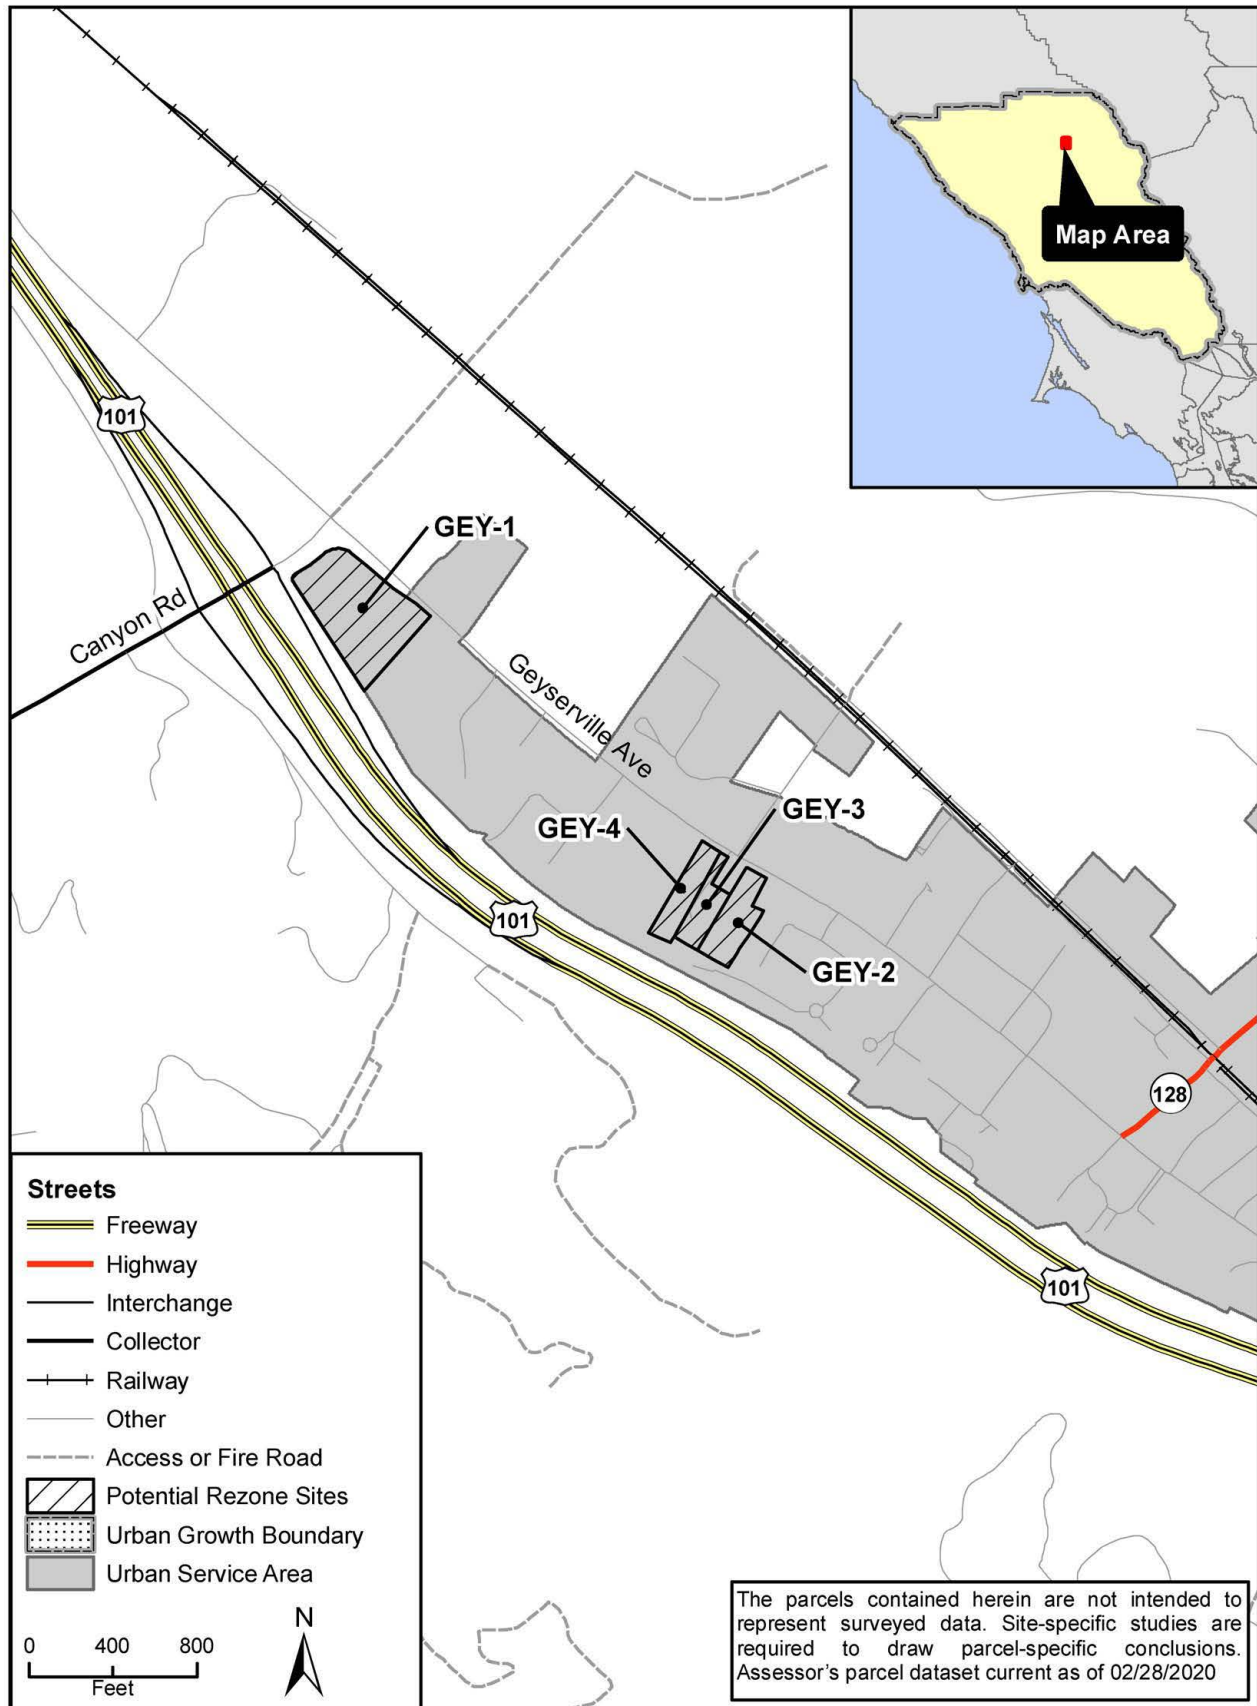 Map Area
101
GEY-1
Canyon Rd
Geyserville Ave
GEY-3
GEY-4
101
GEY-2
128
101
Streets
Freeway
Highway
Interchange
Collector
Railway
Other
Access or Fire Road
Potential Rezone Sites
Urban Growth Boundary
Urban Service Area
N
0 400 800
Feet
The parcels contained herein are not intended to
represent surveyed data. Site-specific studies are
required to draw parcel-specific conclusions.
Assessor's parcel dataset current as of 02/28/2020